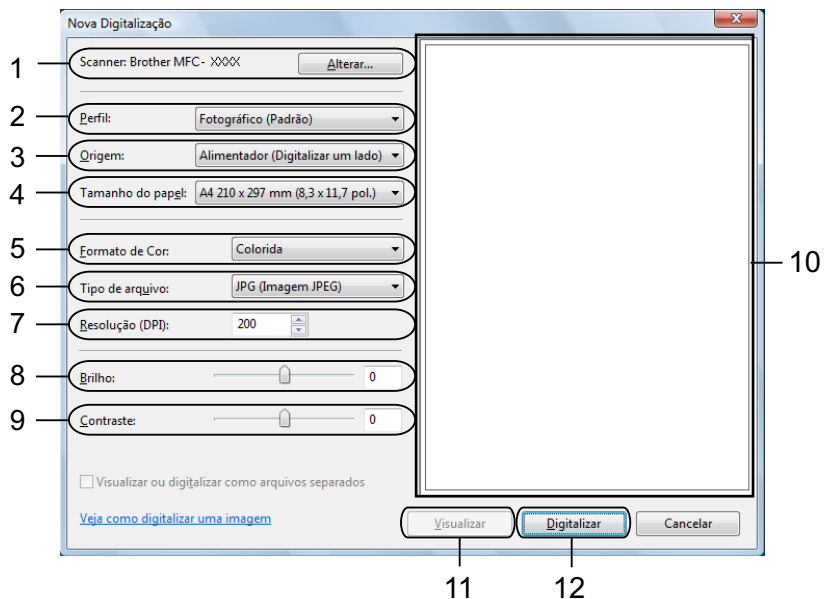 Nova Digitalização
1 Scanner: Brother MFC- XXXX Alterar...
2 Perfil: Fotográfico (Padrão)
3 Origem: Alimentador (Digitalizar um lado)
4 Tamanho do papel: A4 210 x 297 mm (8,3 x 11,7 pol.)
5 Formato de Cor: Colorida
10
6 Tipo de arquivo: JPG (Imagem JPEG)
7 Resolução (DPI): 200
8 Brilho: 0
9 Contraste: 0
Visualizar ou digitalizar como arquivos separados
Veja como digitalizar uma imagem Visualizar Digitalizar Cancelar
11 12